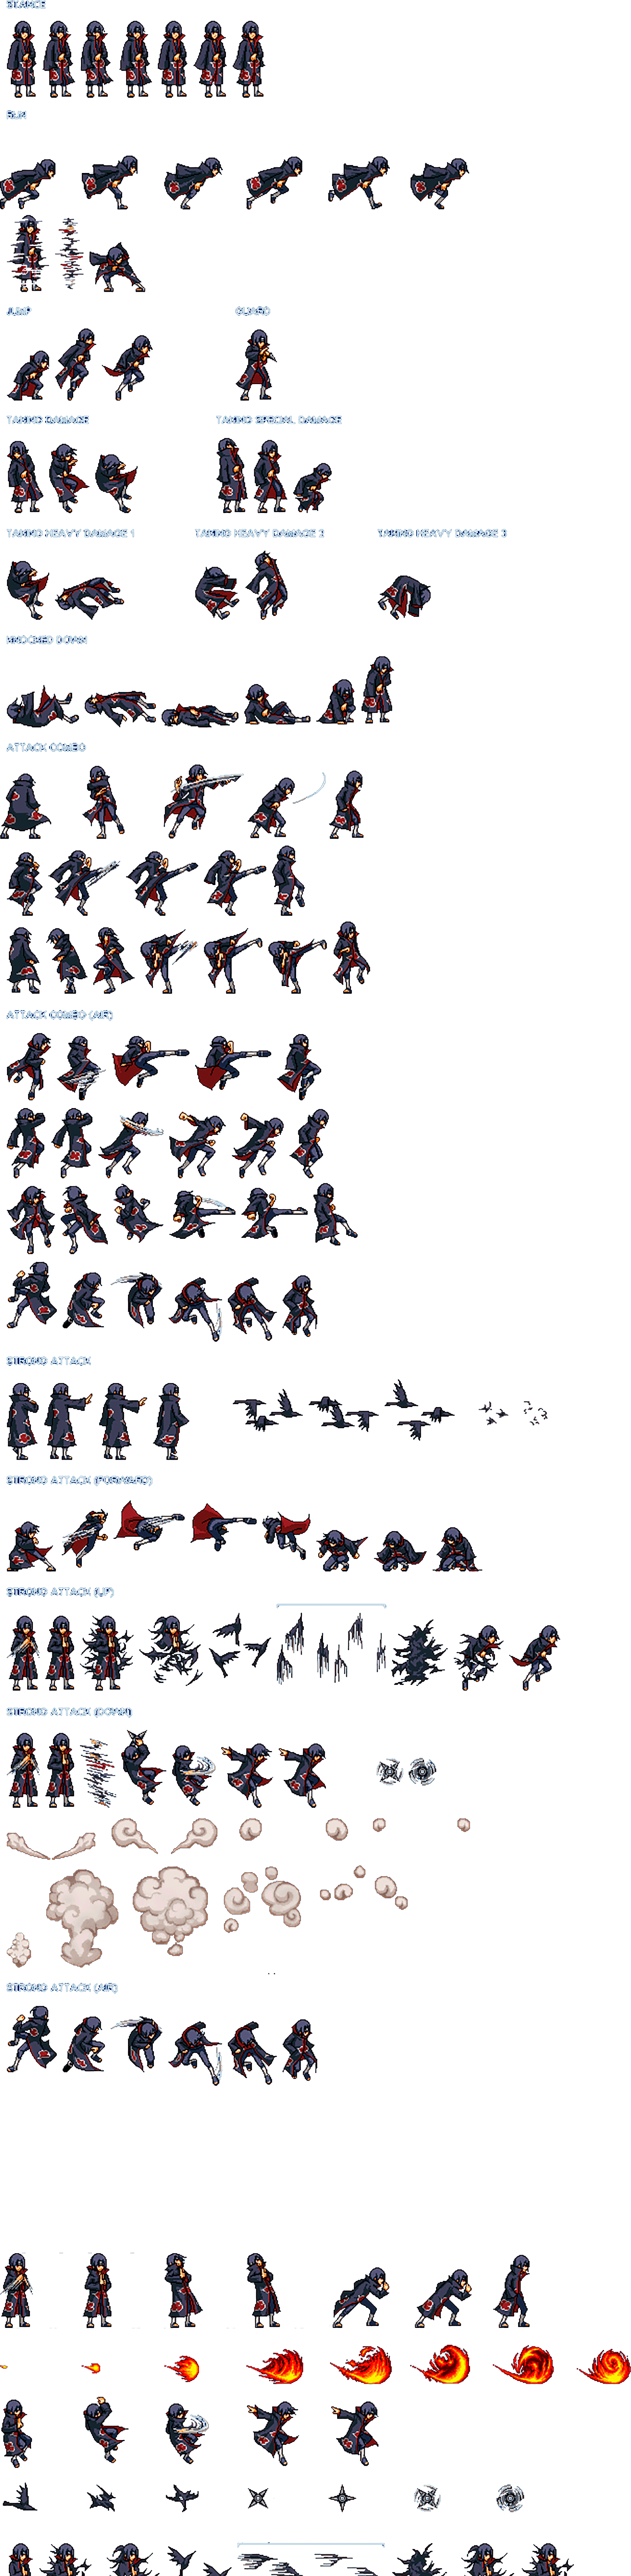 STANCE
RUN
JUMP GUARD
TAKING DAMAGE TAKING SPECIAL DAMAGE
TAKING HEAVY DAMAGE 1 TAKING HEAVY DAMAGE 2 TAKING HEAVY DAMAGE 3
KNOCKED DOWN
ATTACK COMBO
ATTACK COMBO (AIR)
STRONG ATTACK
STRONG ATTACK (FORWARD)
STRONG ATTACK (UP)
STRONG ATTACK (DOWN)
STRONG ATTACK (AIR)